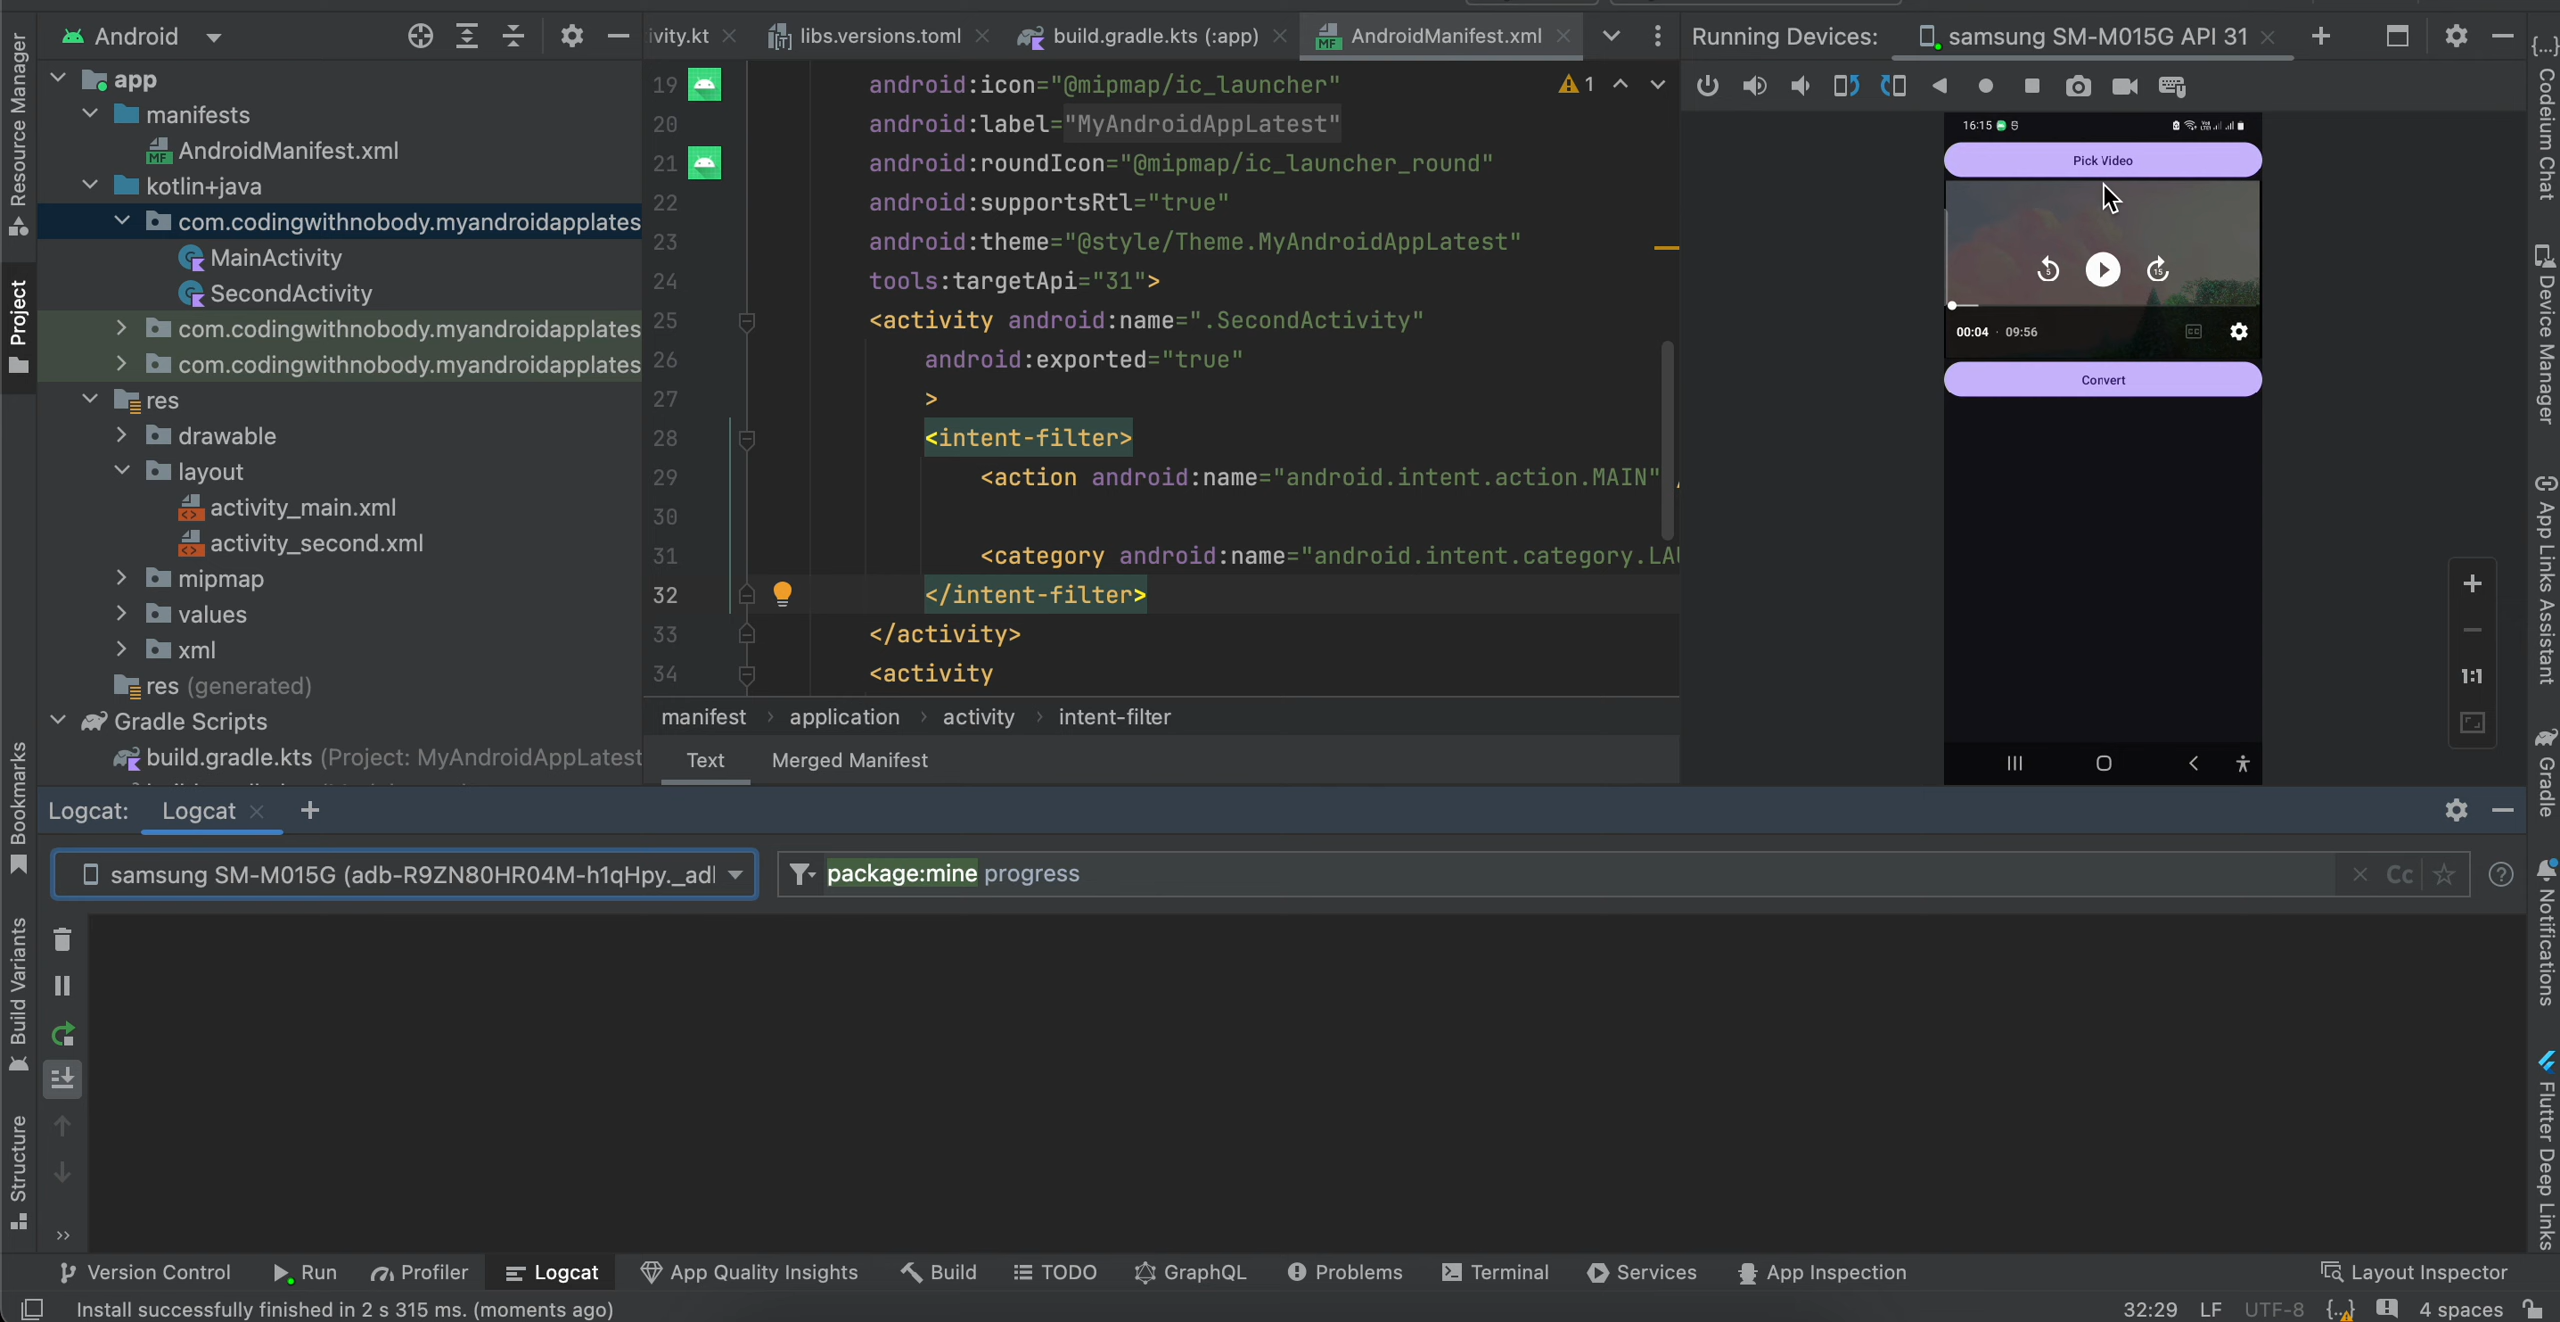 Android
ivity.kt
libs.versions.toml
build.gradle.kts (:app)
AndroidManifest.xml
Running Devices:
samsung SM-M015G API 31
Resource Manager
Project
Bookmarks
Build Variants
Structure
app
manifests
AndroidManifest.xml
kotlin+java
com.codingwithnobody.myandroidapplates
MainActivity
SecondActivity
com.codingwithnobody.myandroidapplates
com.codingwithnobody.myandroidapplates
res
drawable
layout
activity_main.xml
activity_second.xml
mipmap
values
xml
res (generated)
Gradle Scripts
build.gradle.kts (Project: MyAndroidAppLatest
19 android:icon="@mipmap/ic_launcher"
20 android:label="MyAndroidAppLatest"
21 android:roundIcon="@mipmap/ic_launcher_round"
22 android:supportsRtl="true"
23 android:theme="@style/Theme.MyAndroidAppLatest"
24 tools:targetApi="31">
25 <activity android:name=".SecondActivity"
26 android:exported="true"
27 >
28 <intent-filter>
29 <action android:name="android.intent.action.MAIN"
30
31 <category android:name="android.intent.category.LAU
32 </intent-filter>
33 </activity>
34 <activity
1
manifest application activity intent-filter
Text Merged Manifest
16:15
Pick Video
5
15
00:04 · 09:56
CC
Convert
1:1
{...} Codeium Chat
Device Manager
App Links Assistant
Gradle
Notifications
Flutter Deep Links
Logcat: Logcat
samsung SM-M015G (adb-R9ZN80HR04M-h1qHpy._adl
package:mine progress
Cc
Version Control Run Profiler Logcat App Quality Insights Build TODO GraphQL Problems Terminal Services App Inspection Layout Inspector
Install successfully finished in 2 s 315 ms. (moments ago)
32:29 LF UTF-8 4 spaces